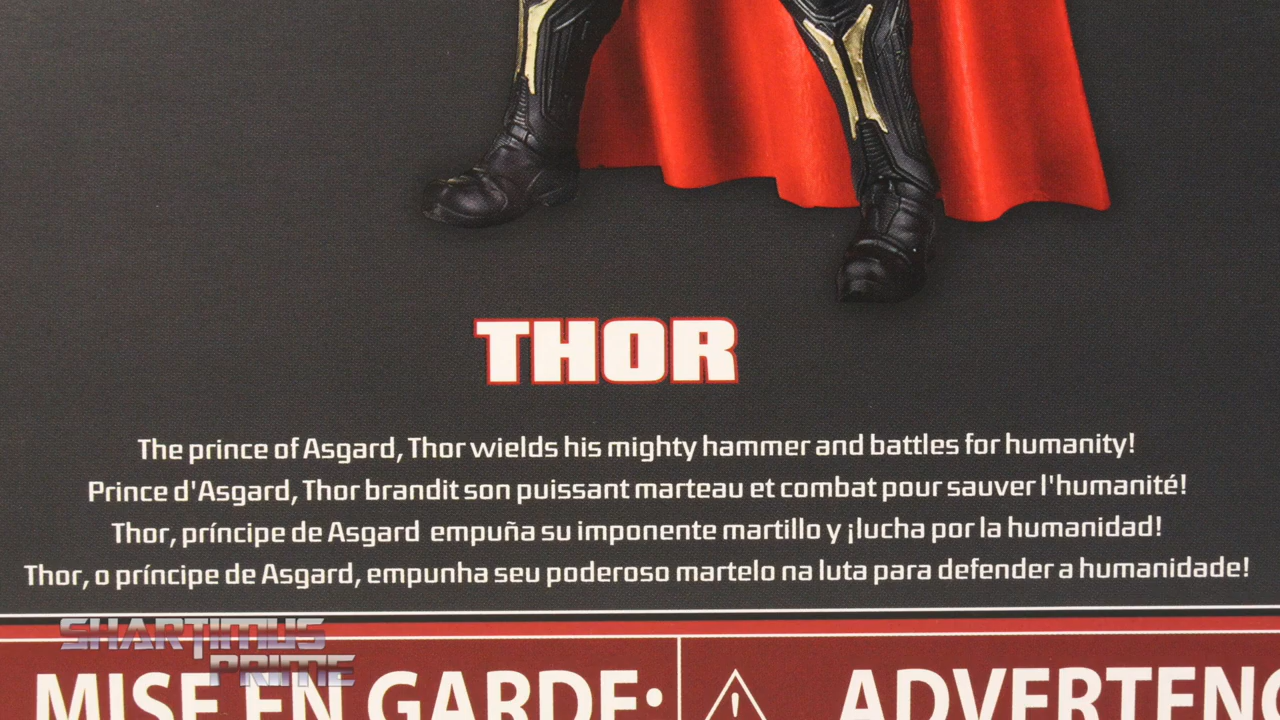 THOR
The prince of Asgard, Thor wields his mighty hammer and battles for humanity!
Prince d'Asgard, Thor brandit son puissant marteau et combat pour sauver l'humanité!
Thor, príncipe de Asgard empuña su imponente martillo y ¡lucha por la humanidad!
Thor, o príncipe de Asgard, empunha seu poderoso martelo na luta para defender a humanidade!
SHARTIMUS
PRIME
MISE EN GARDE: